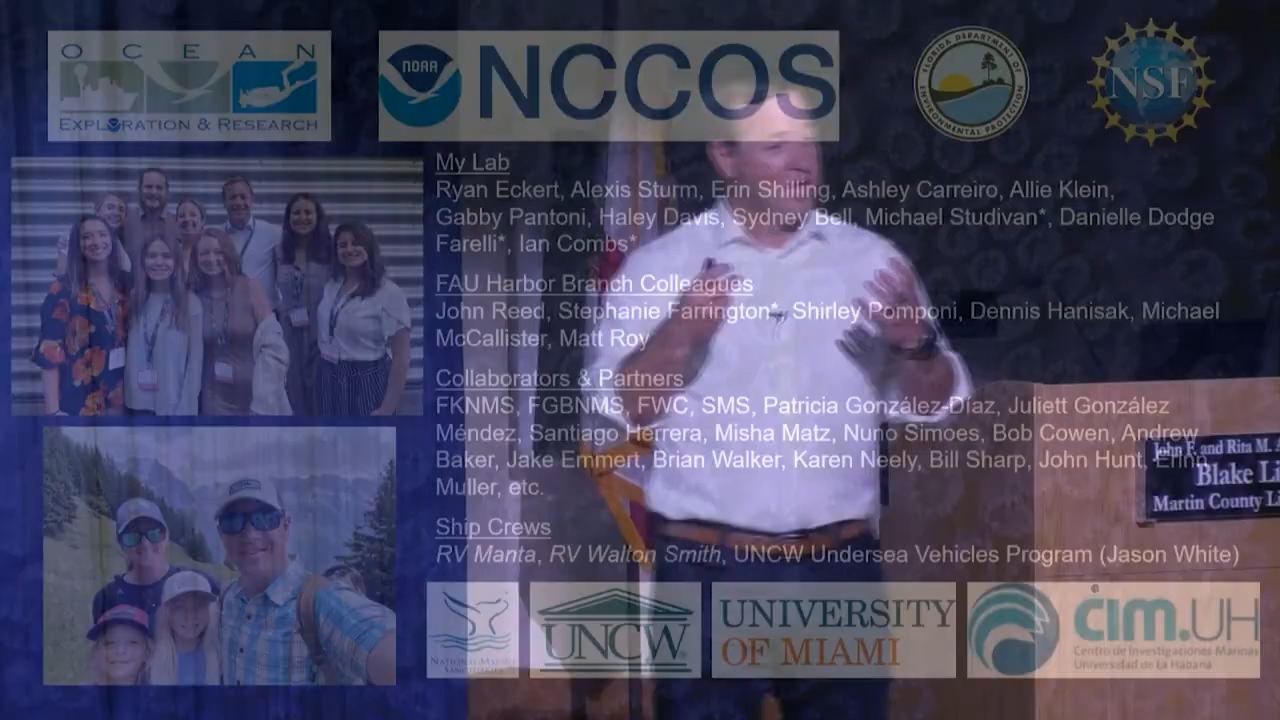 OCEAN
EXPLORATION & RESEARCH
NOAA
NCCOS
FLORIDA DEPARTMENT OF
ENVIRONMENTAL PROTECTION
NSF
My Lab
Ryan Eckert, Alexis Sturm, Erin Shilling, Ashley Carreiro, Allie Klein,
Gabby Pantoni, Haley Davis, Sydney Bell, Michael Studivan*, Danielle Dodge
Farelli*, Ian Combs*
FAU Harbor Branch Colleagues
John Reed, Stephanie Farrington*, Shirley Pomponi, Dennis Hanisak, Michael
McCallister, Matt Roy
Collaborators & Partners
FKNMS, FGBNMS, FWC, SMS, Patricia González-Díaz, Juliett González
Méndez, Santiago Herrera, Misha Matz, Nuno Simoes, Bob Cowen, Andrew
Baker, Jake Emmert, Brian Walker, Karen Neely, Bill Sharp, John Hunt, Erinn
Muller, etc.
John F. and Rita M.
Blake Li
Martin County Li
Ship Crews
RV Manta, RV Walton Smith, UNCW Undersea Vehicles Program (Jason White)
NATIONAL MARINE
SANCTUARIES
UNCW
UNIVERSITY
OF MIAMI
CIM.UH
Centro de Investigaciones Marinas
Universidad de La Habana